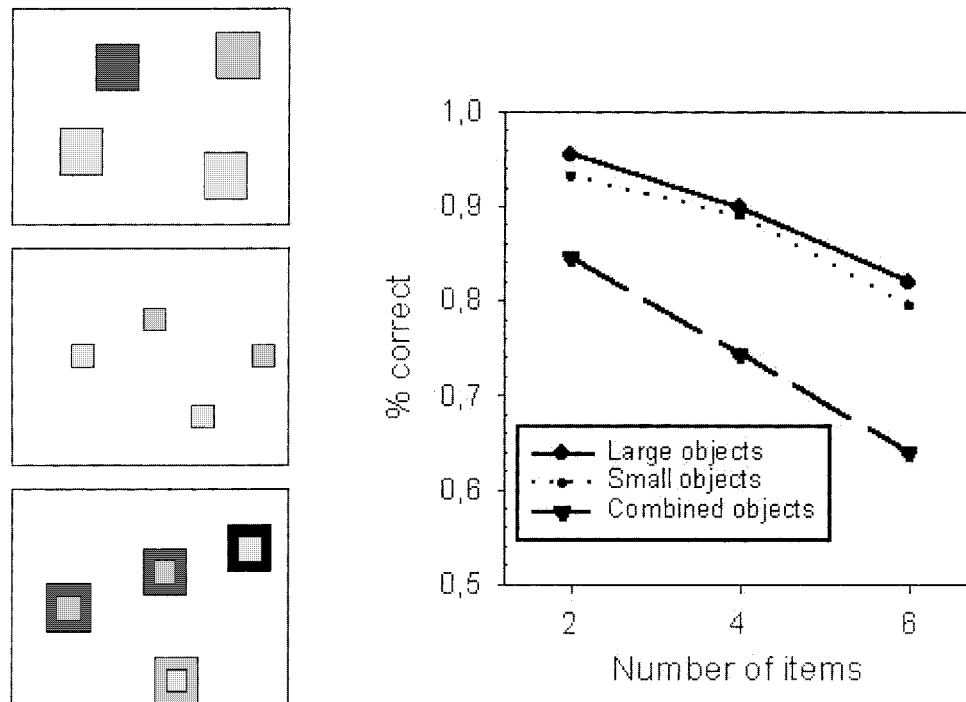 1,0
0,9
0,8
0,7
0,6
0,5
% correct
Large objects
Small objects
Combined objects
2 4 6
Number of items